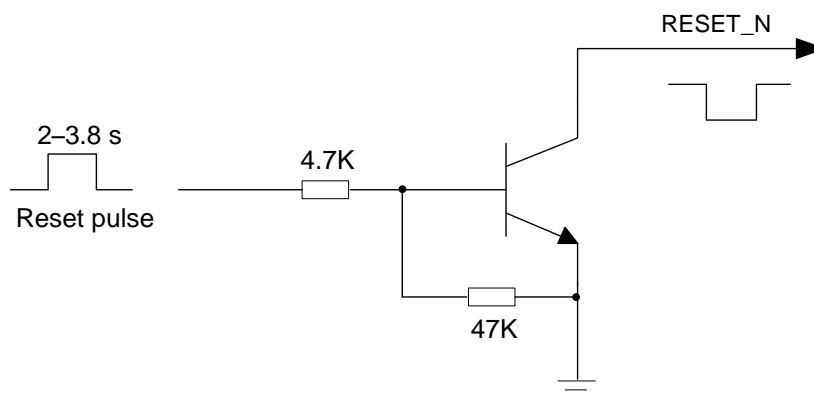 RESET_N
2–3.8 s
4.7K
Reset pulse
47K